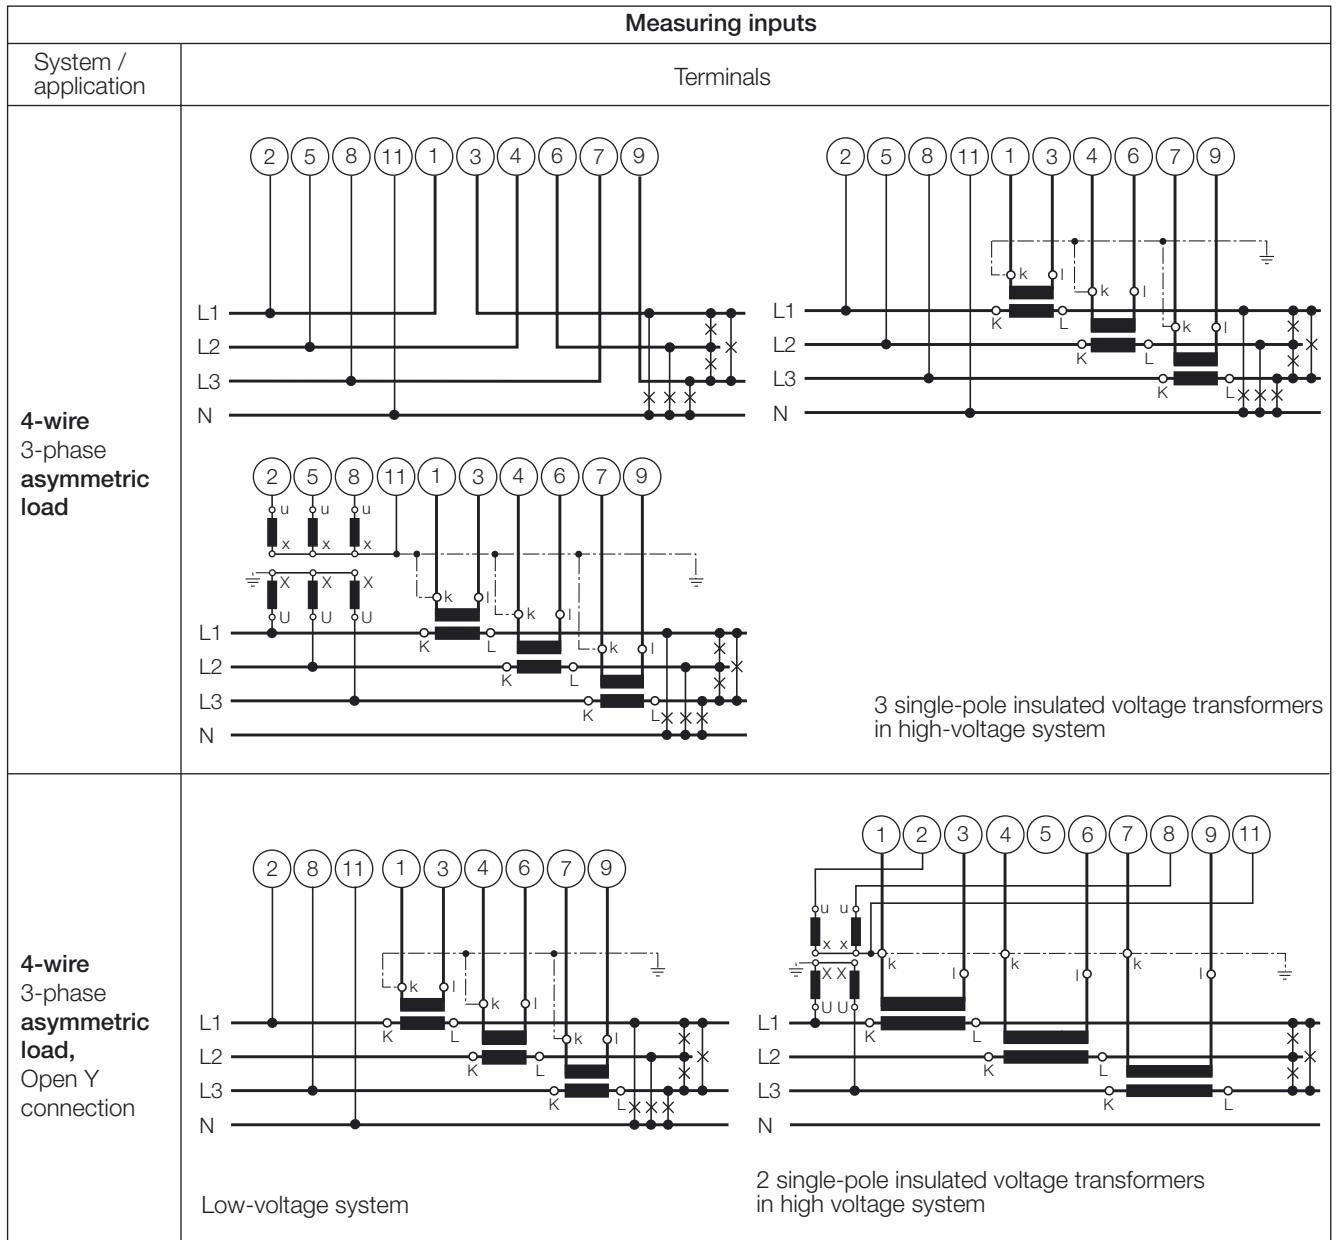 Measuring inputs
System /
application
Terminals
4-wire
3-phase
asymmetric
load
2 5 8 11 1 3 4 6 7 9
L1
L2
L3
N
2 5 8 11 1 3 4 6 7 9
k l
k l
k l
L1 K L
L2 K L
L3 K L
N
2 5 8 11 1 3 4 6 7 9
u u u
x x x
X X X
U U U
k l
k l
k l
L1 K L
L2 K L
L3 K L
N
3 single-pole insulated voltage transformers
in high-voltage system
4-wire
3-phase
asymmetric
load,
Open Y
connection
2 8 11 1 3 4 6 7 9
k l
k l
k l
L1 K L
L2 K L
L3 K L
N
Low-voltage system
1 2 3 4 5 6 7 8 9 11
u u
x x
X X
U U
k l k l k l
L1 K L
L2 K L
L3 K L
N
2 single-pole insulated voltage transformers
in high voltage system